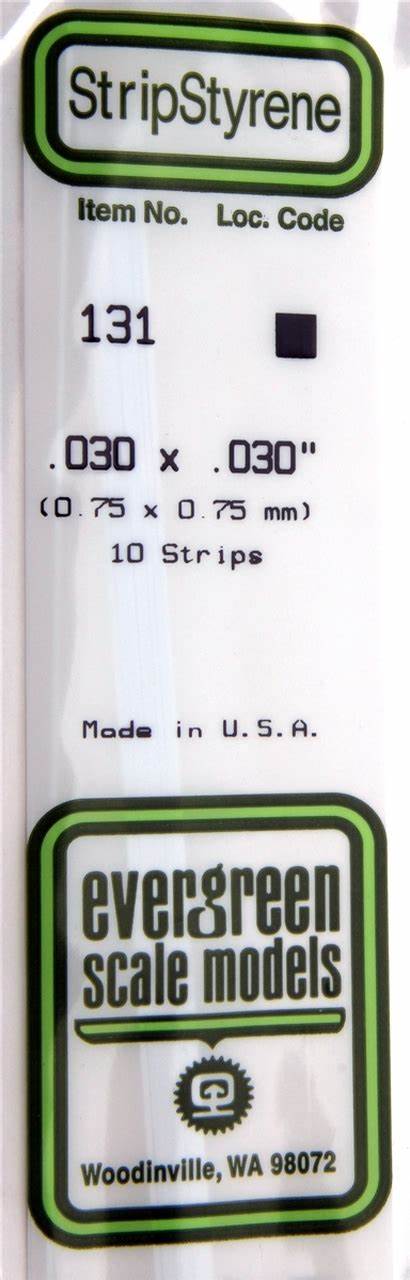 StripStyrene
Item No. Loc. Code
131
.030 x .030"
(0.75 x 0.75 mm)
10 Strips
Made in U.S.A.
evergreen
scale models
Woodinville, WA 98072